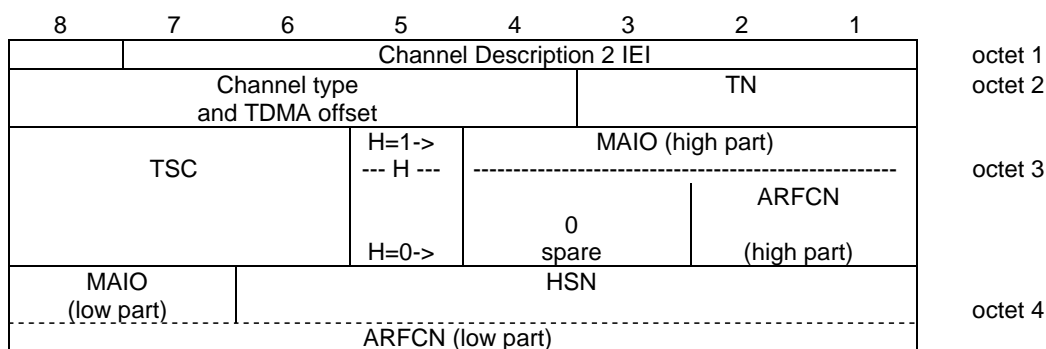 8 7 6 5 4 3 2 1
Channel Description 2 IEI octet 1
Channel type TN octet 2
and TDMA offset
H=1-> MAIO (high part)
TSC --- H --- ------------------------------------------------------ octet 3
ARFCN
0
H=0-> spare (high part)
MAIO HSN
(low part) octet 4
ARFCN (low part)